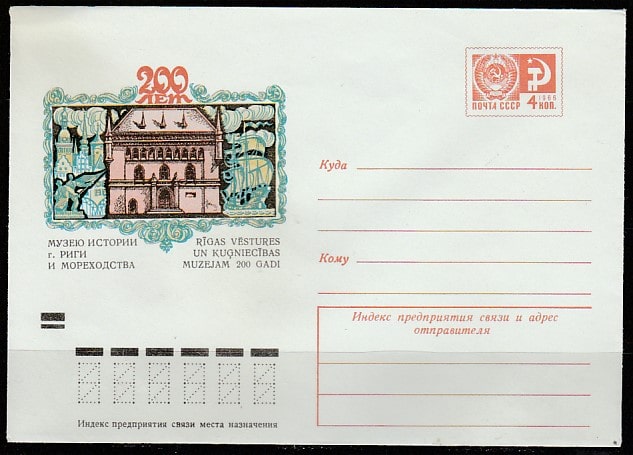 200
ЛЕТ
МУЗЕЮ ИСТОРИИ
г. РИГИ
И МОРЕХОДСТВА
RĪGAS VĒSTURES
UN KUĢNIECĪBAS
MUZEJAM 200 GADI
1966
ПОЧТА СССР 4 КОП.
Куда
Кому
Индекс предприятия связи и адрес
отправителя
Индекс предприятия связи места назначения